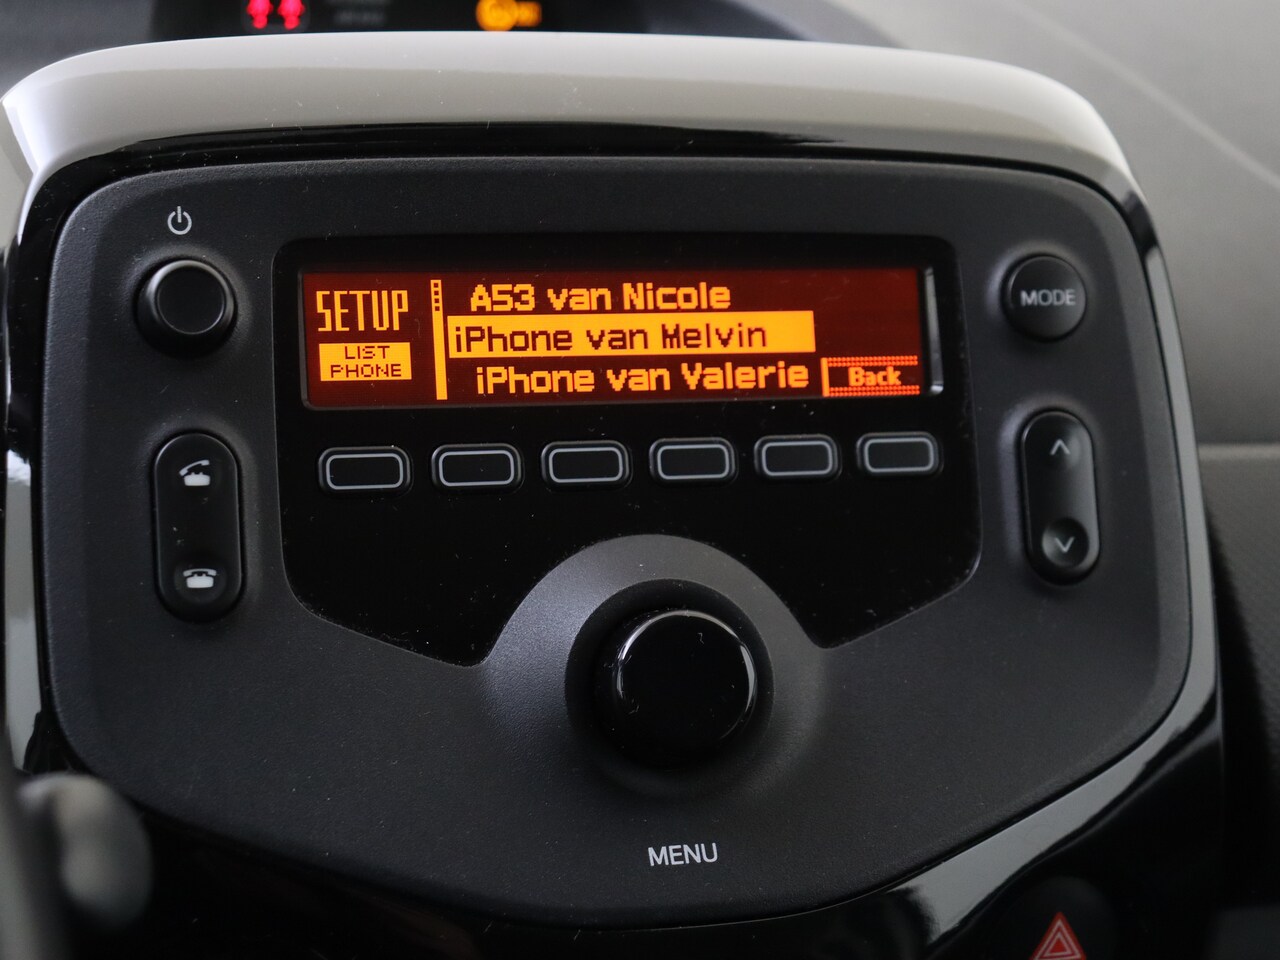 SETUP
LIST
PHONE
A53 van Nicole
iPhone van Melvin
iPhone van Valerie
Back
MODE
MENU